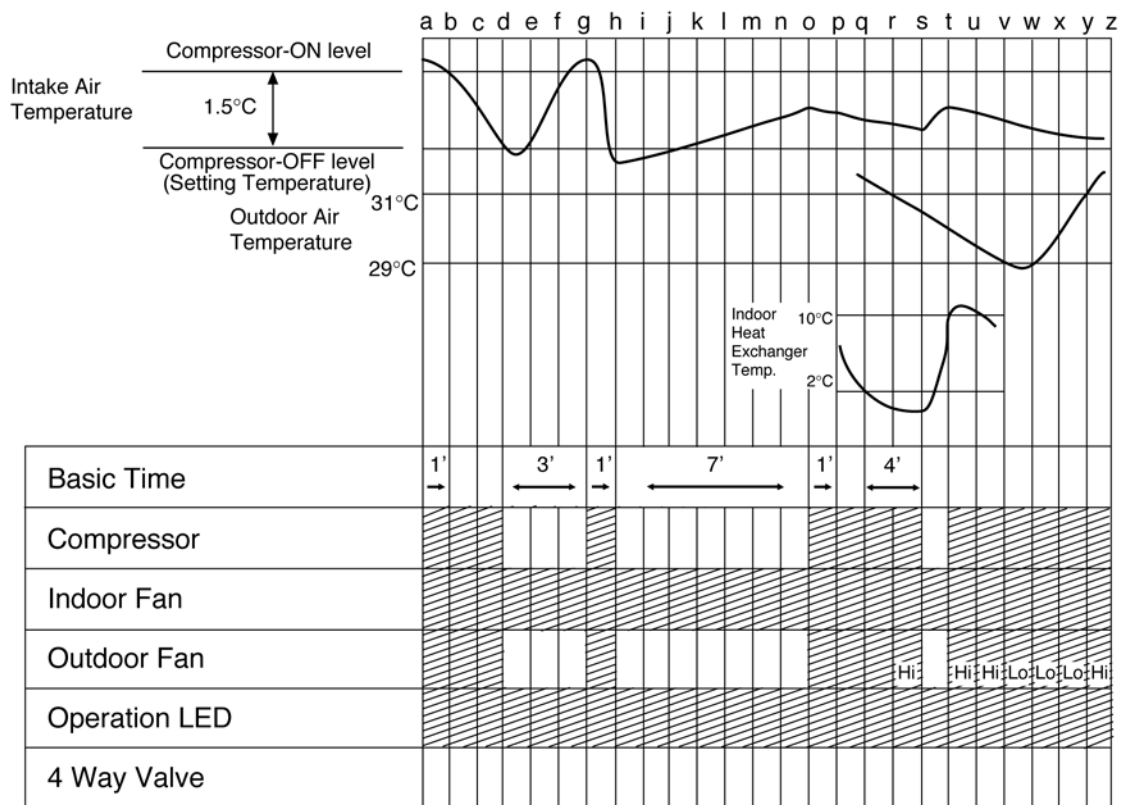 a b c d e f g h i j k' l m n o p q r s t u v w x y z
Compressor-ON level
Intake Air
Temperature
1.5°C
Compressor-OFF level
(Setting Temperature)
31°C
Outdoor Air
Temperature
29°C
Indoor
Heat
Exchanger
Temp.
10°C
2°C
Basic Time 1’ 3’ 1’ 7’ 1’ 4’
Compressor
Indoor Fan
Outdoor Fan Hi Hi Hi Lo Lo Lo Hi
Operation LED
4 Way Valve